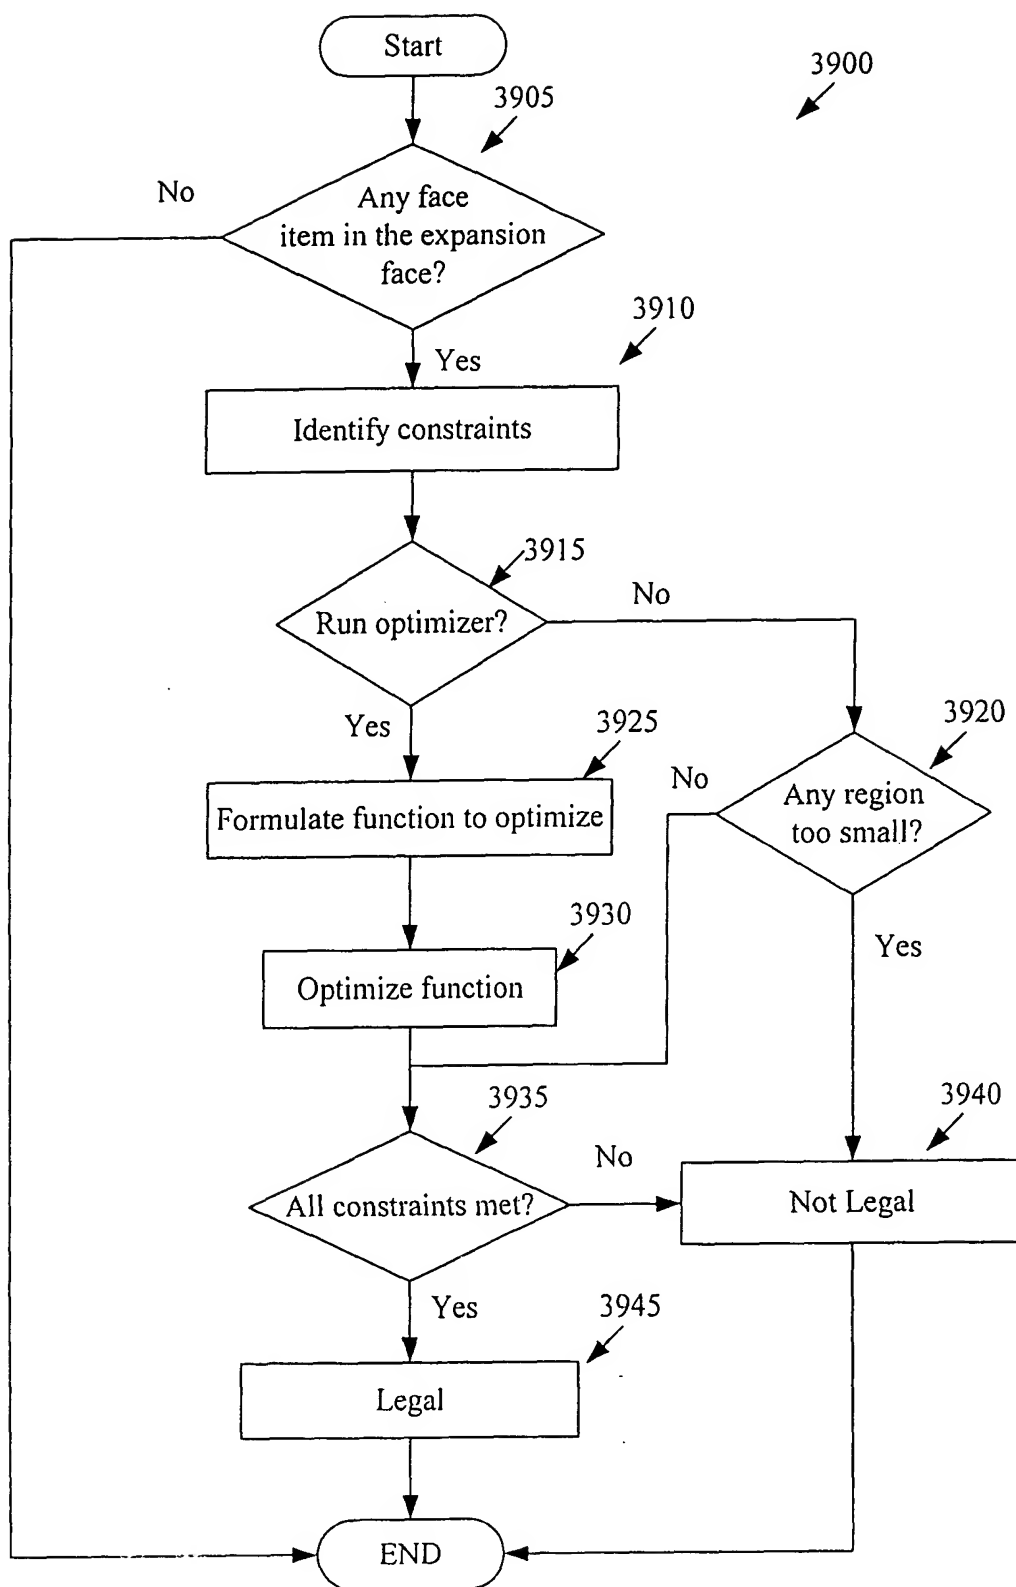 Start
3900
3905
No
Any face
item in the expansion
face?
3910
Yes
Identify constraints
3915
No
Run optimizer?
Yes
3925
3920
No
Any region
too small?
Formulate function to optimize
3930
Yes
Optimize function
3935
3940
No
All constraints met?
Not Legal
Yes
3945
Legal
END